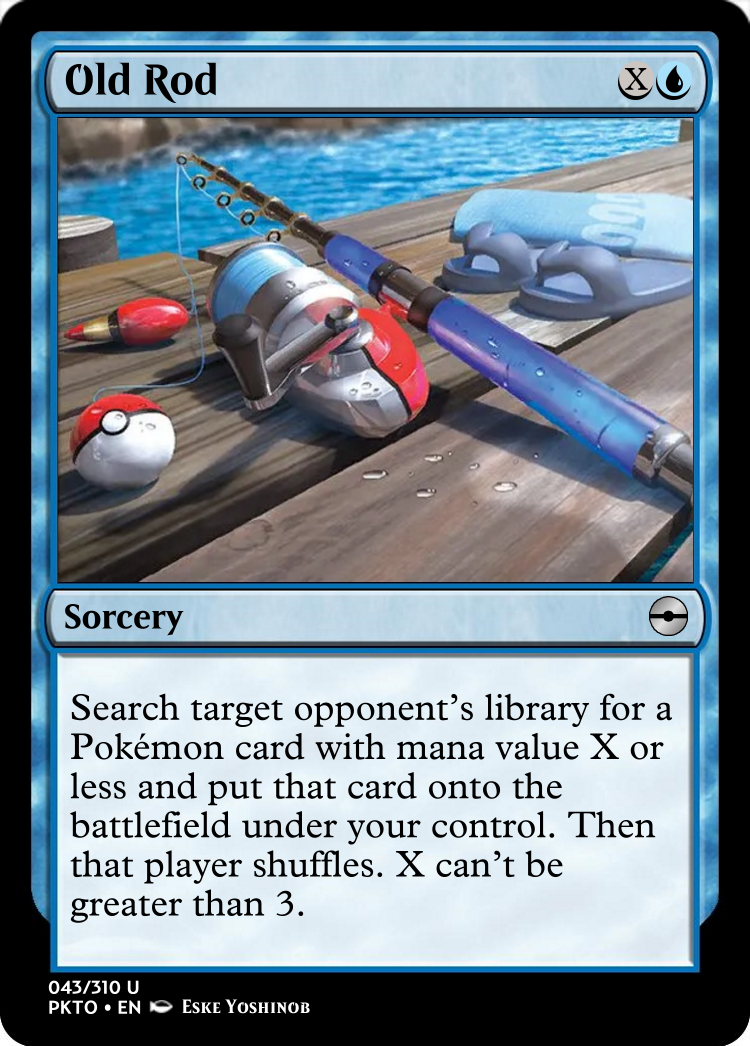 Old Rod
X
Sorcery
Search target opponent's library for a
Pokémon card with mana value X or
less and put that card onto the
battlefield under your control. Then
that player shuffles. X can't be
greater than 3.
043/310 U
PKTO • EN Eske Yoshinob